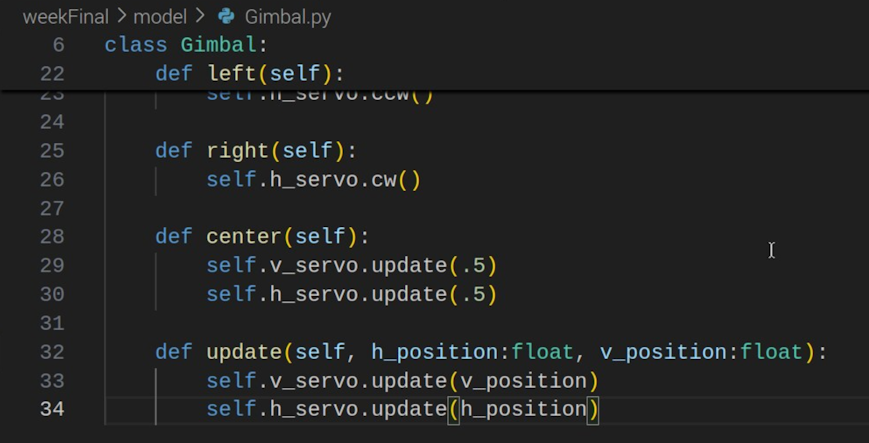 weekFinal > model > Gimbal.py
6 class Gimbal:
22 def left(self):
23 self.h_servo.ccw()
24
25 def right(self):
26 self.h_servo.cw()
27
28 def center(self):
29 self.v_servo.update(.5)
30 self.h_servo.update(.5)
31
32 def update(self, h_position:float, v_position:float):
33 self.v_servo.update(v_position)
34 self.h_servo.update(h_position)